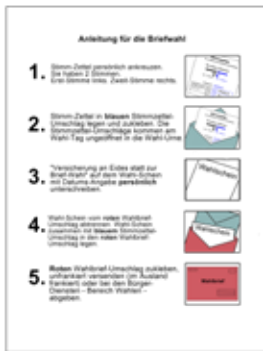 Anleitung für die Briefwahl
1.
Stimm-Zettel persönlich ankreuzen.
Sie haben 2 Stimmen.
Erst-Stimme links, Zweit-Stimme rechts.
2.
Stimm-Zettel in blauen Stimmzettel-
Umschlag legen und zukleben. Die
Stimmzettel-Umschläge kommen am
Wahl-Tag ungeöffnet in die Wahl-Urne
3.
"Versicherung an Eides statt zur
Brief-Wahl" auf dem Wahl-Schein
mit Datums-Angabe persönlich
unterschreiben.
Wahlschein
4.
Wahl-Schein von roten Wahlbrief-
Umschlag abtrennen. Wahl-Schein
zusammen mit blauem Stimmzettel-
Umschlag in den roten Wahlbrief-
Umschlag legen.
Wahlschein
5.
Roten Wahlbrief-Umschlag zukleben,
unfrankiert versenden (im Ausland
frankiert) oder bei den Bürger-
Diensten - Bereich Wahlen -
abgeben.
Wahlbrief